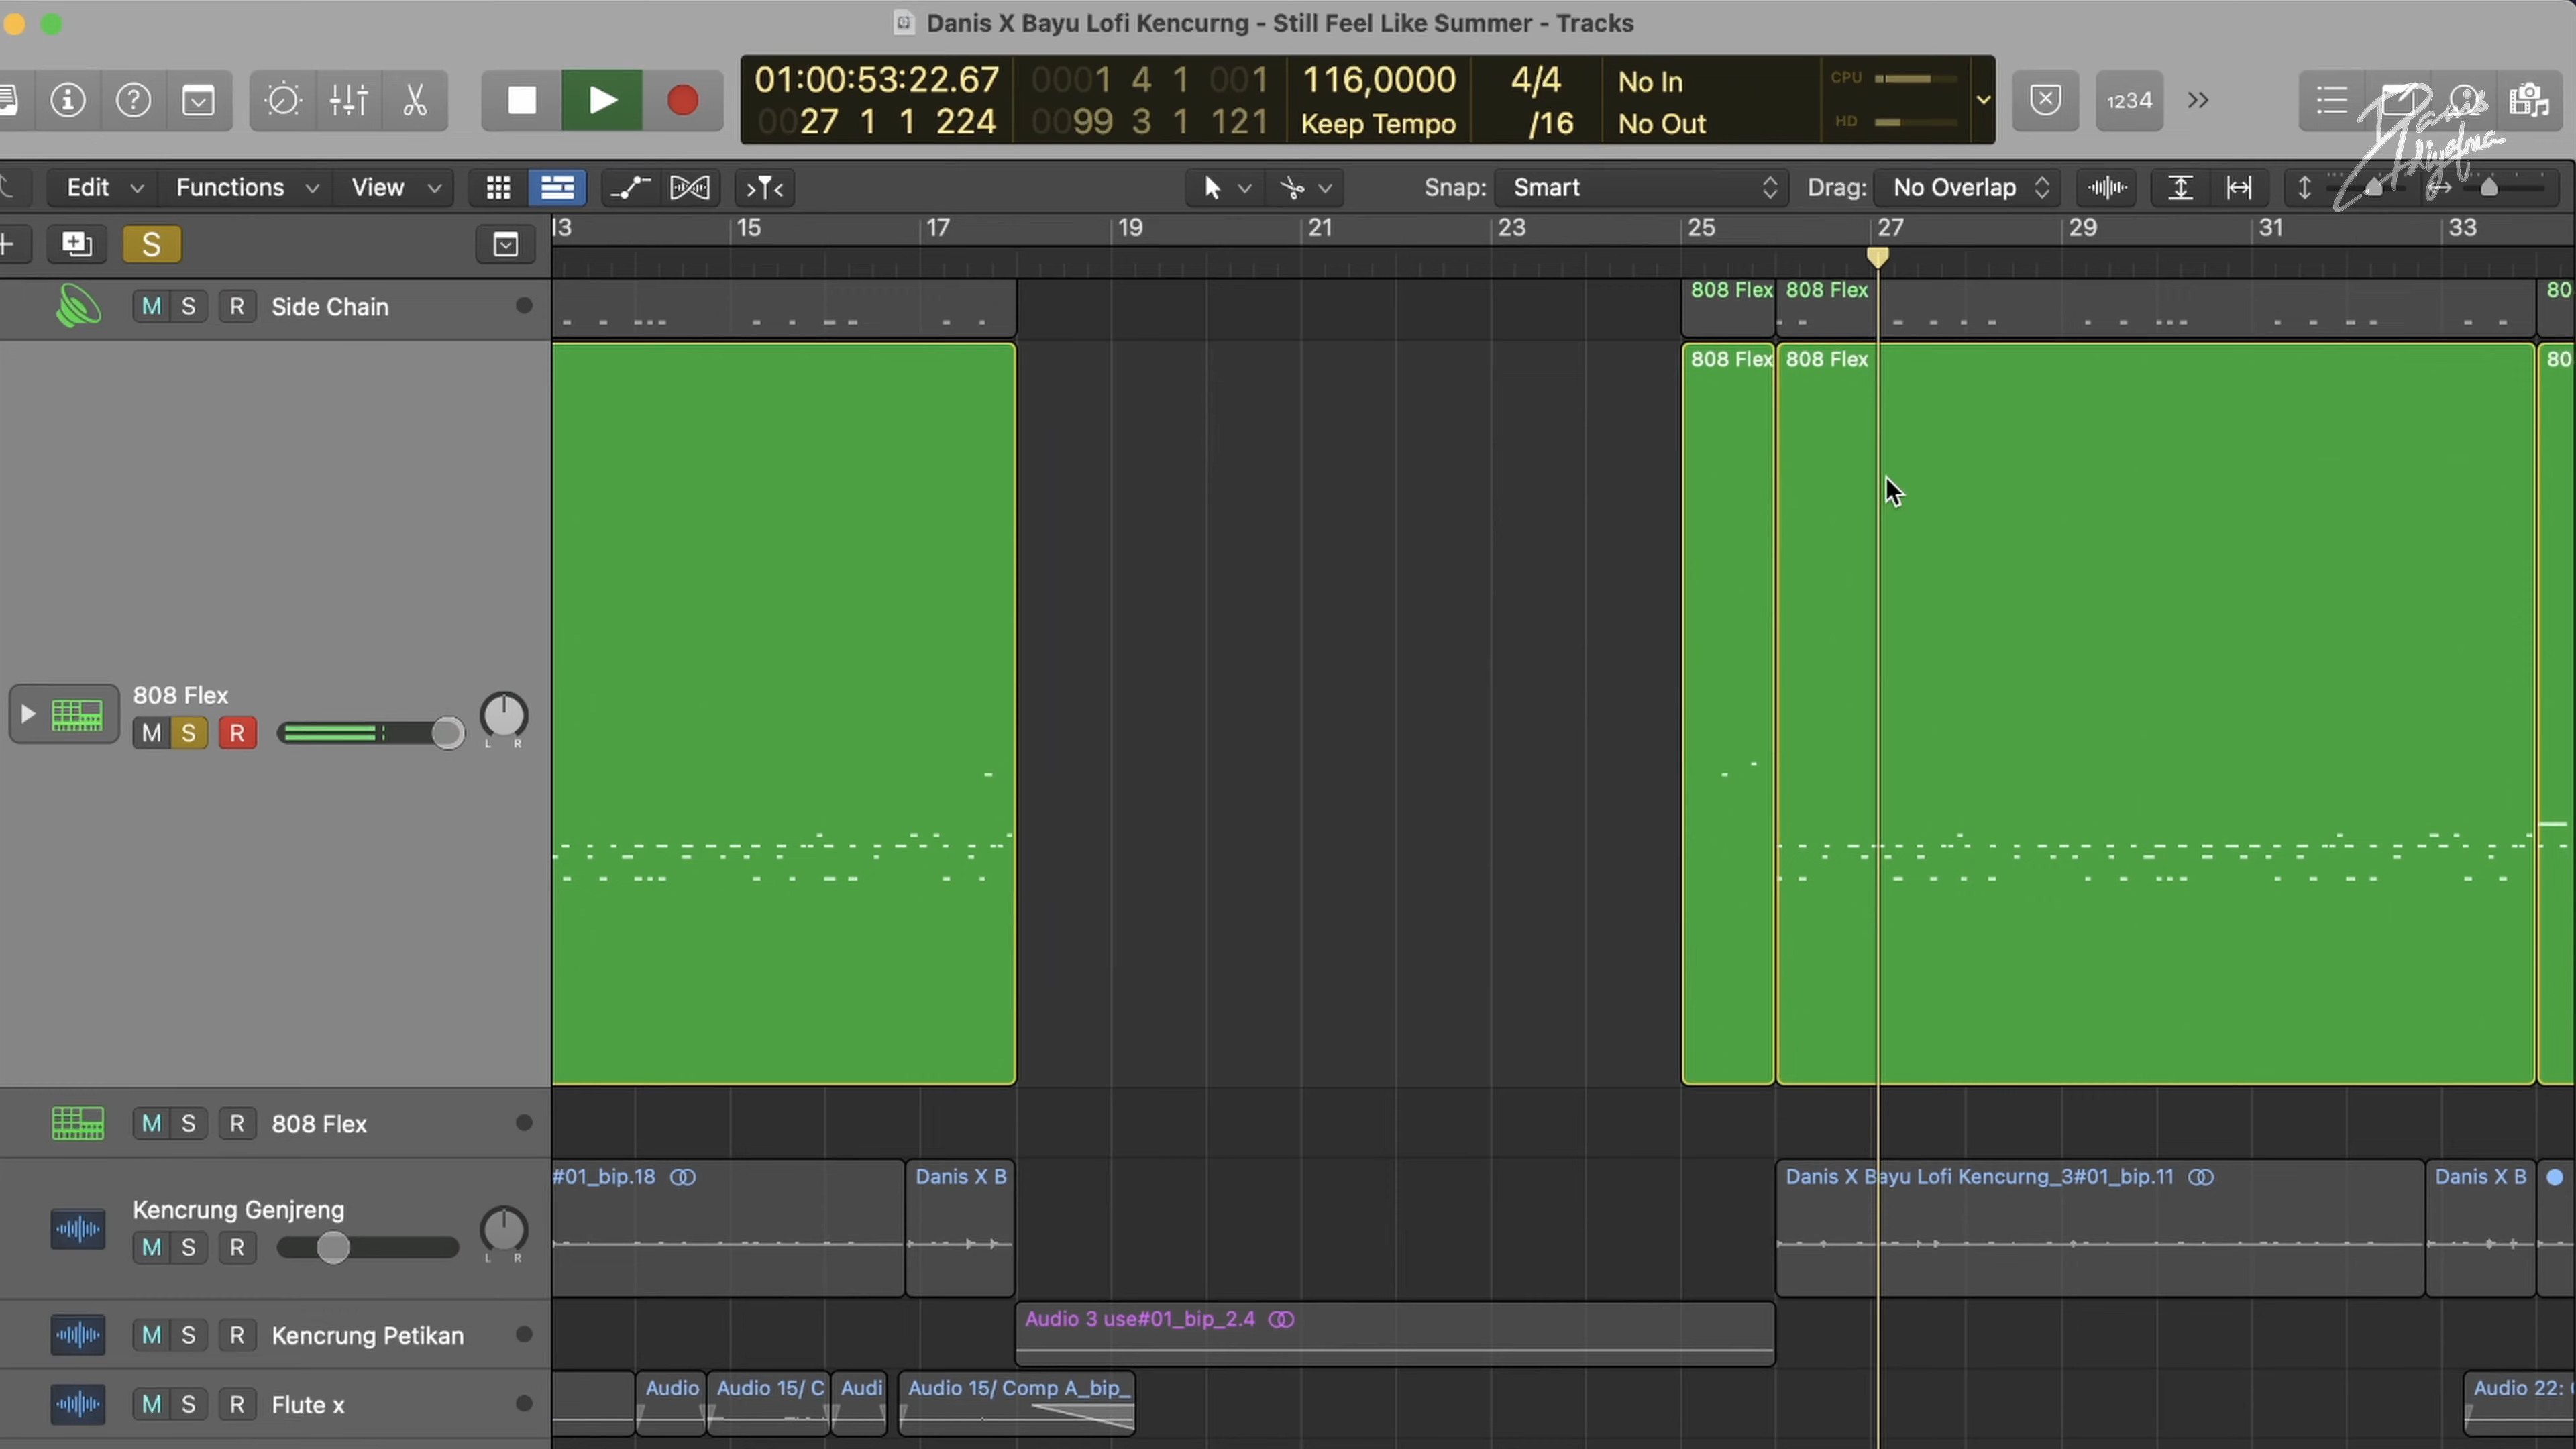 Danis X Bayu Lofi Kencurng - Still Feel Like Summer - Tracks
01:00:53:22.67
0027 1 1 224
0001 4 1 001
0099 3 1 121
116,0000
Keep Tempo
4/4
/16
No In
No Out
CPU
HD
1234
Edit
Functions
View
Snap: Smart
Drag: No Overlap
S
15 17 19 21 23 25 27 29 31 33
M S R Side Chain
808 Flex
808 Flex
80
808 Flex
808 Flex
80
808 Flex
M S R
L R
M S R 808 Flex
Kencrung Genjreng
M S R
L R
#01_bip.18
Danis X B
Danis X Bayu Lofi Kencurng_3#01_bip.11
Danis X B
M S R Kencrung Petikan
Audio 3 use#01_bip_2.4
M S R Flute x
Audio
Audio 15/ C
Audi
Audio 15/ Comp A_bip_
Audio 22: